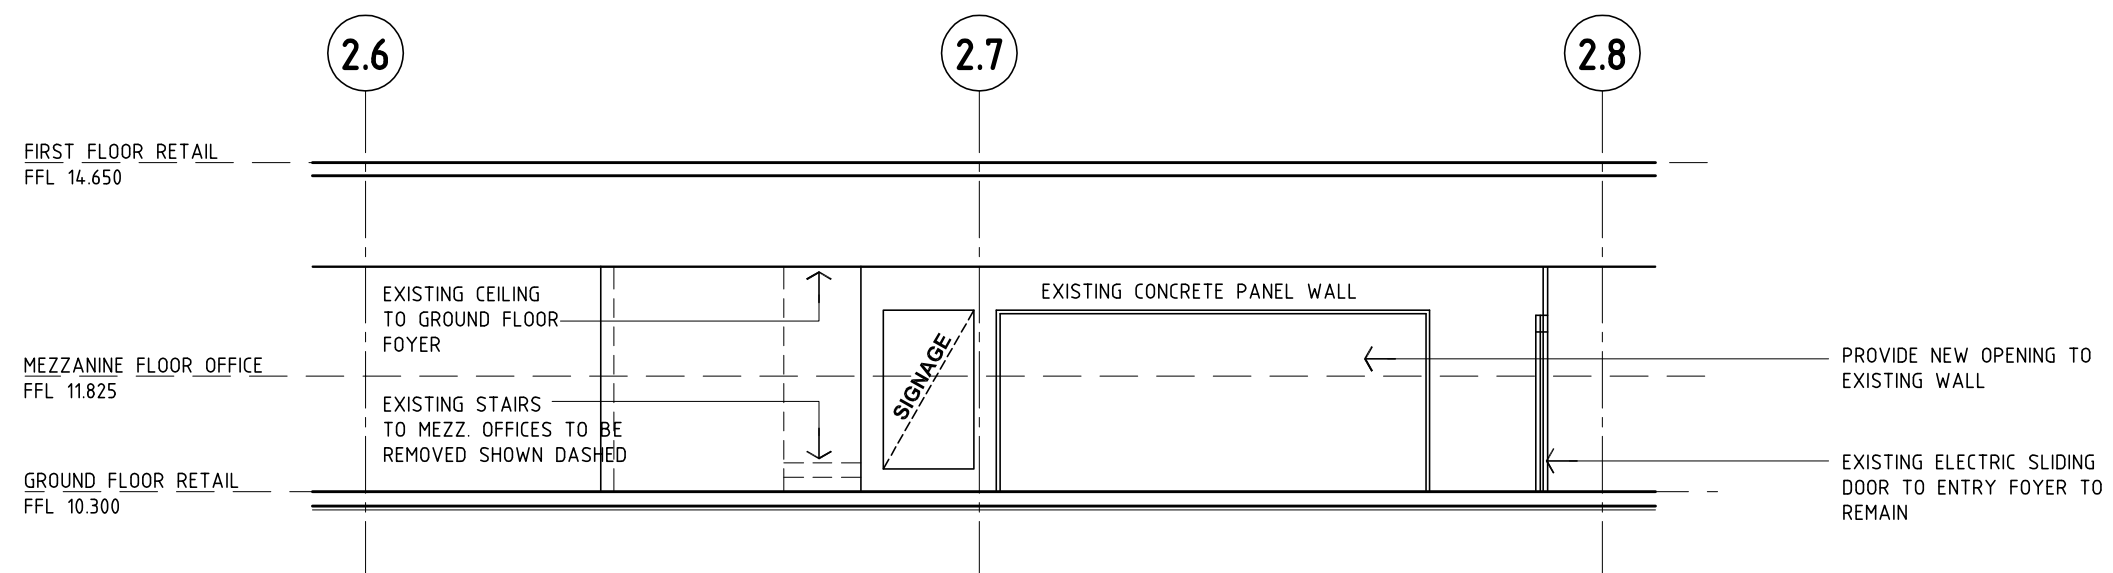 2.6
2.7
2.8
FIRST FLOOR RETAIL
FFL 14.650
EXISTING CEILING
TO GROUND FLOOR
FOYER
EXISTING CONCRETE PANEL WALL
SIGNAGE
MEZZANINE FLOOR OFFICE
FFL 11.825
PROVIDE NEW OPENING TO
EXISTING WALL
EXISTING STAIRS
TO MEZZ. OFFICES TO BE
REMOVED SHOWN DASHED
GROUND FLOOR RETAIL
FFL 10.300
EXISTING ELECTRIC SLIDING
DOOR TO ENTRY FOYER TO
REMAIN